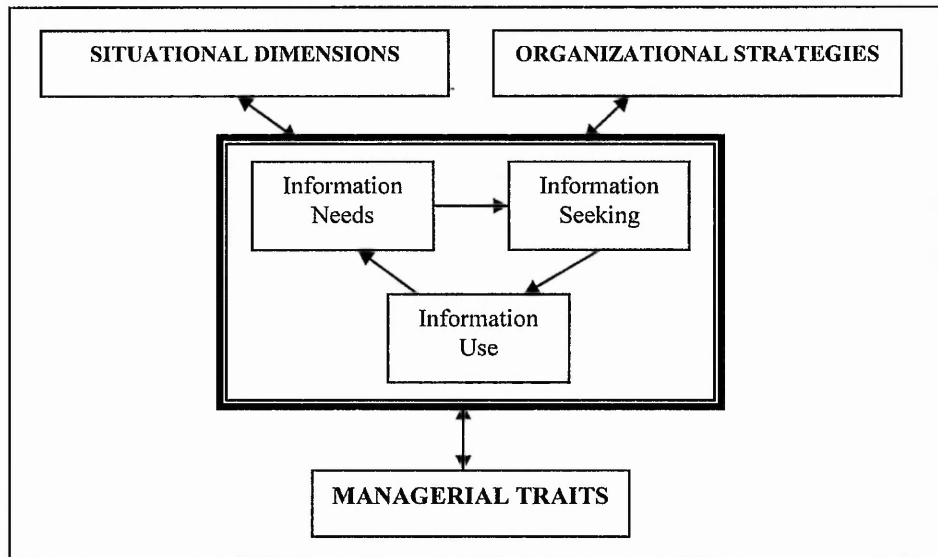 SITUATIONAL DIMENSIONS
ORGANIZATIONAL STRATEGIES
Information
Needs
Information
Seeking
Information
Use
MANAGERIAL TRAITS